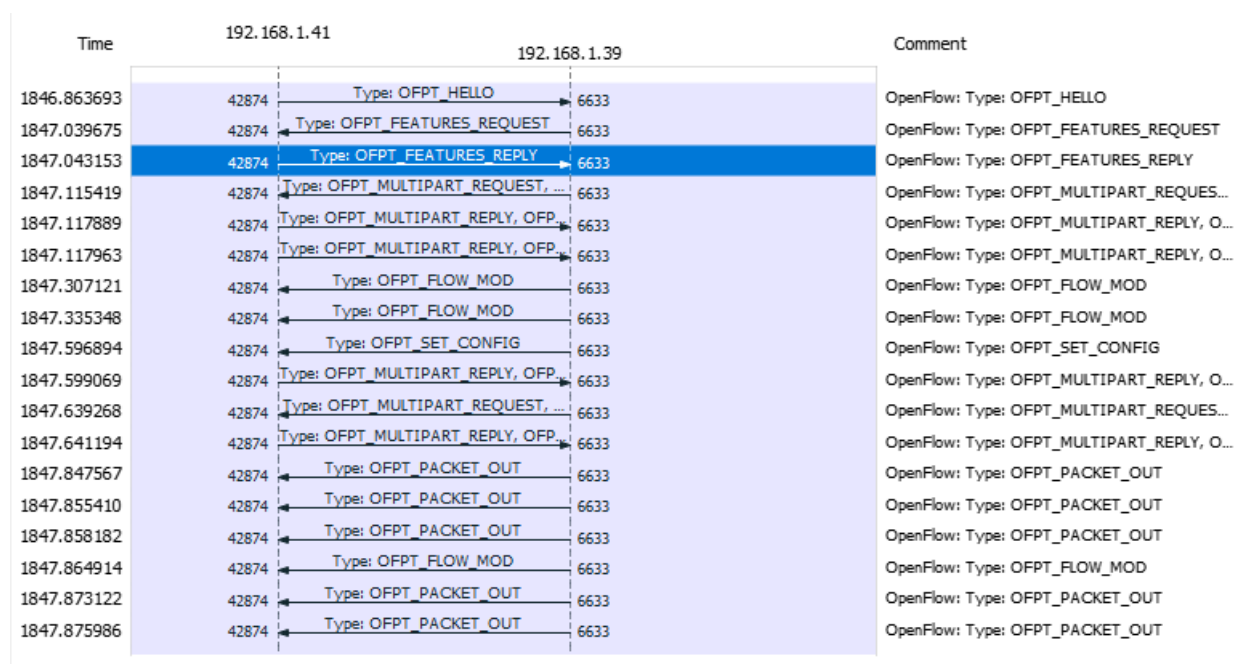 192.168.1.41
Time 192.168.1.39 Comment
1846.863693 42874 Type: OFPT_HELLO 6633 OpenFlow: Type: OFPT_HELLO
1847.039675 42874 Type: OFPT_FEATURES_REQUEST 6633 OpenFlow: Type: OFPT_FEATURES_REQUEST
1847.043153 42874 Type: OFPT_FEATURES_REPLY 6633 OpenFlow: Type: OFPT_FEATURES_REPLY
1847.115419 42874 Type: OFPT_MULTIPART_REQUEST, ... 6633 OpenFlow: Type: OFPT_MULTIPART_REQUES...
1847.117889 42874 Type: OFPT_MULTIPART_REPLY, OFP... 6633 OpenFlow: Type: OFPT_MULTIPART_REPLY, O...
1847.117963 42874 Type: OFPT_MULTIPART_REPLY, OFP... 6633 OpenFlow: Type: OFPT_MULTIPART_REPLY, O...
1847.307121 42874 Type: OFPT_FLOW_MOD 6633 OpenFlow: Type: OFPT_FLOW_MOD
1847.335348 42874 Type: OFPT_FLOW_MOD 6633 OpenFlow: Type: OFPT_FLOW_MOD
1847.596894 42874 Type: OFPT_SET_CONFIG 6633 OpenFlow: Type: OFPT_SET_CONFIG
1847.599069 42874 Type: OFPT_MULTIPART_REPLY, OFP... 6633 OpenFlow: Type: OFPT_MULTIPART_REPLY, O...
1847.639268 42874 Type: OFPT_MULTIPART_REQUEST, ... 6633 OpenFlow: Type: OFPT_MULTIPART_REQUES...
1847.641194 42874 Type: OFPT_MULTIPART_REPLY, OFP... 6633 OpenFlow: Type: OFPT_MULTIPART_REPLY, O...
1847.847567 42874 Type: OFPT_PACKET_OUT 6633 OpenFlow: Type: OFPT_PACKET_OUT
1847.855410 42874 Type: OFPT_PACKET_OUT 6633 OpenFlow: Type: OFPT_PACKET_OUT
1847.858182 42874 Type: OFPT_PACKET_OUT 6633 OpenFlow: Type: OFPT_PACKET_OUT
1847.864914 42874 Type: OFPT_FLOW_MOD 6633 OpenFlow: Type: OFPT_FLOW_MOD
1847.873122 42874 Type: OFPT_PACKET_OUT 6633 OpenFlow: Type: OFPT_PACKET_OUT
1847.875986 42874 Type: OFPT_PACKET_OUT 6633 OpenFlow: Type: OFPT_PACKET_OUT